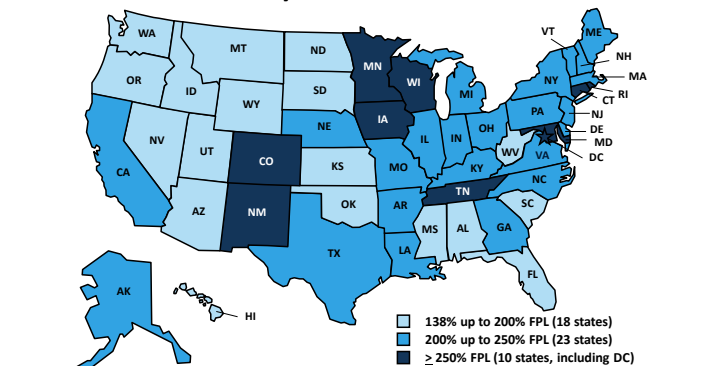 WA
MT
ND
MN
VT
ME
OR
ID
SD
WI
MI
NY
NH
MA
RI
CT
WY
IA
NE
PA
NJ
NV
UT
CO
IL
IN
OH
DE
MD
DC
CA
KS
MO
WV
VA
KY
NC
AZ
NM
OK
AR
TN
SC
TX
LA
MS
AL
GA
FL
AK
HI
138% up to 200% FPL (18 states)
200% up to 250% FPL (23 states)
≥ 250% FPL (10 states, including DC)